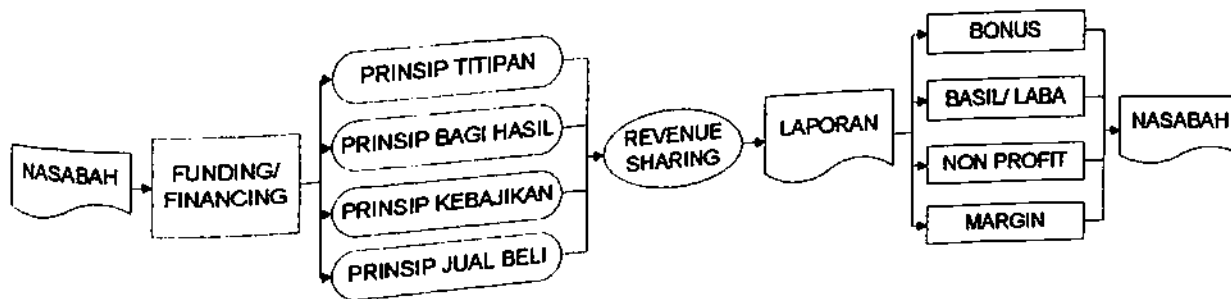 NASABAH
FUNDING/
FINANCING
PRINSIP TITIPAN
PRINSIP BAGI HASIL
PRINSIP KEBAJIKAN
PRINSIP JUAL BELI
REVENUE
SHARING
LAPORAN
BONUS
BASIL/ LABA
NON PROFIT
MARGIN
NASABAH